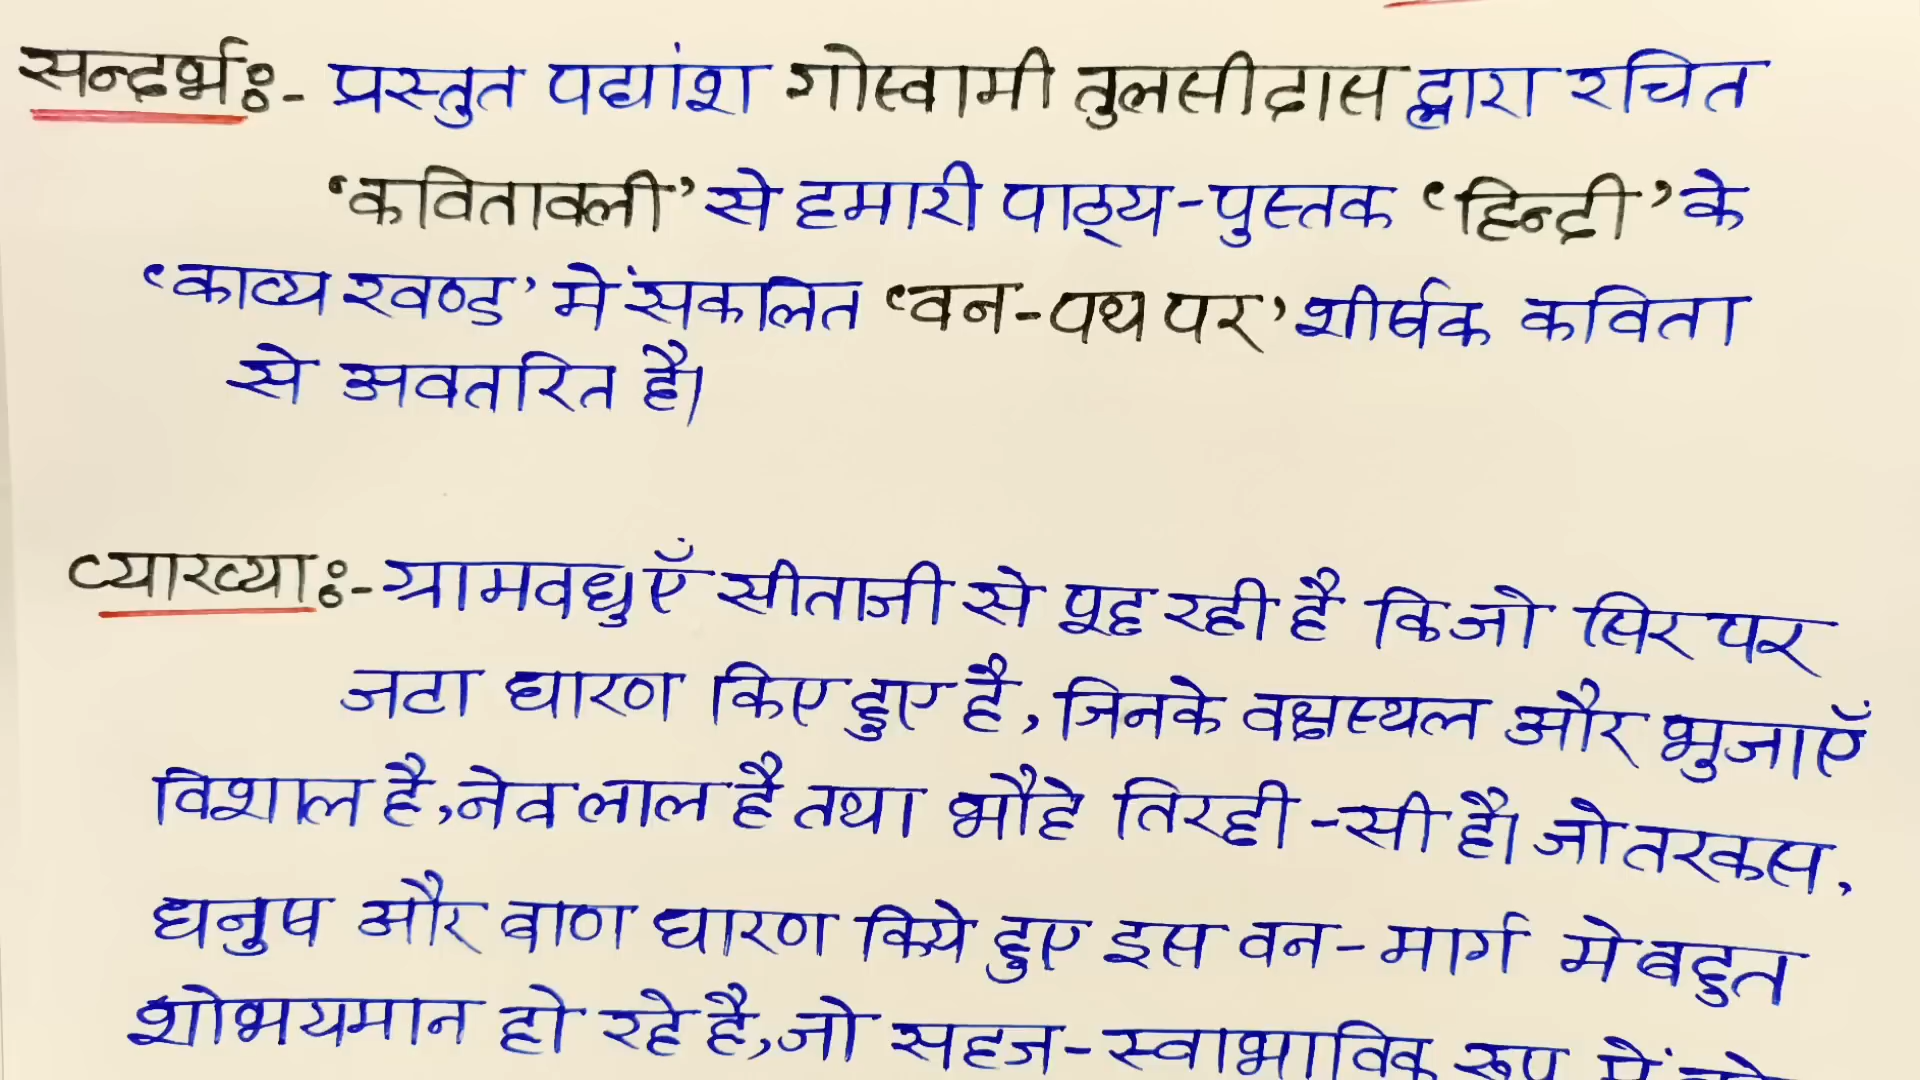 सन्दर्भः- प्रस्तुत पद्यांश गोस्वामी तुलसीदास द्वारा रचित
‘कवितावली’ से हमारी पाठ्य-पुस्तक ‘हिन्दी’ के
‘काव्य खण्ड’ में संकलित ‘वन-पथ पर’ शीर्षक कविता
से अवतरित है।
व्याख्याः- ग्रामवधुएँ सीताजी से पूछ रही है कि जो सिर पर
जटा धारण किए हुए है, जिनके वक्षस्थल और भुजाएँ
विशाल है, नेत्र लाल है तथा भौहे तिरछी-सी है। जो तरकस,
धनुष और बाण धारण किये हुए इस वन-मार्ग मे बहुत
शोभयमान हो रहे है, जो सहज-स्वाभाविक रूप में